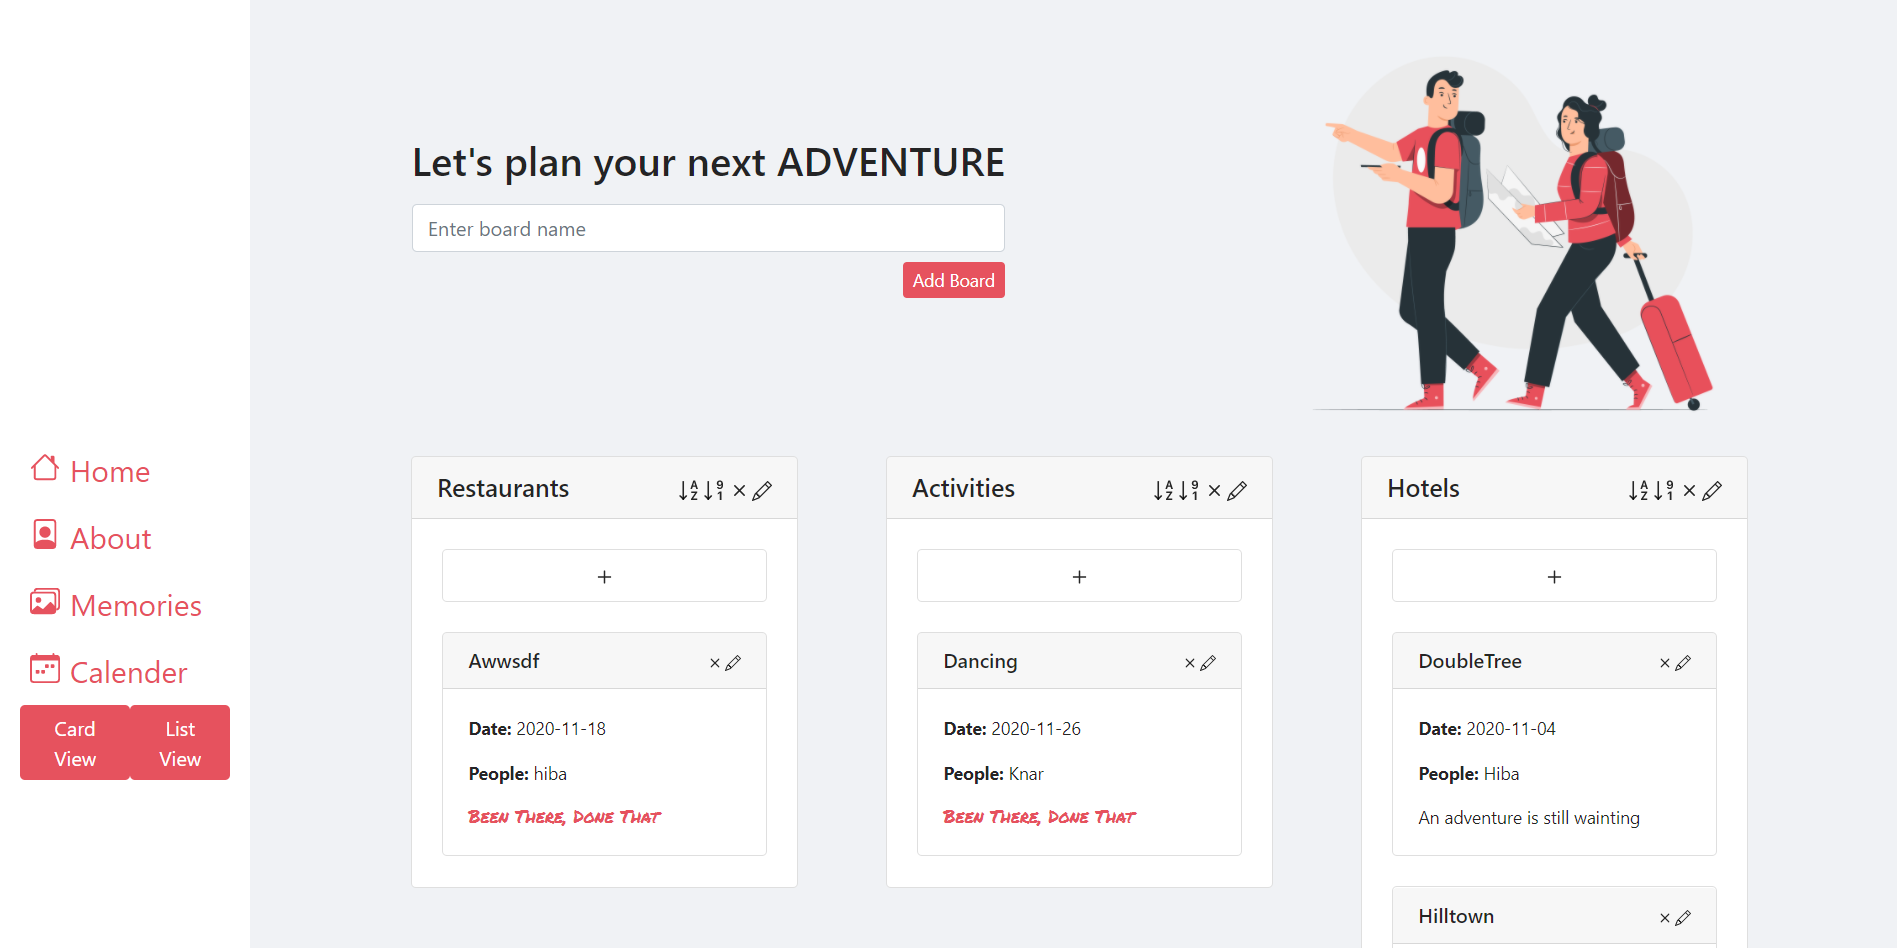 Let's plan your next ADVENTURE
Enter board name
Add Board
Home
About
Memories
Calender
Card View
List View
Restaurants
Awwsdf
Date: 2020-11-18
People: hiba
Been There, Done That
Activities
Dancing
Date: 2020-11-26
People: Knar
Been There, Done That
Hotels
DoubleTree
Date: 2020-11-04
People: Hiba
An adventure is still wainting
Hilltown